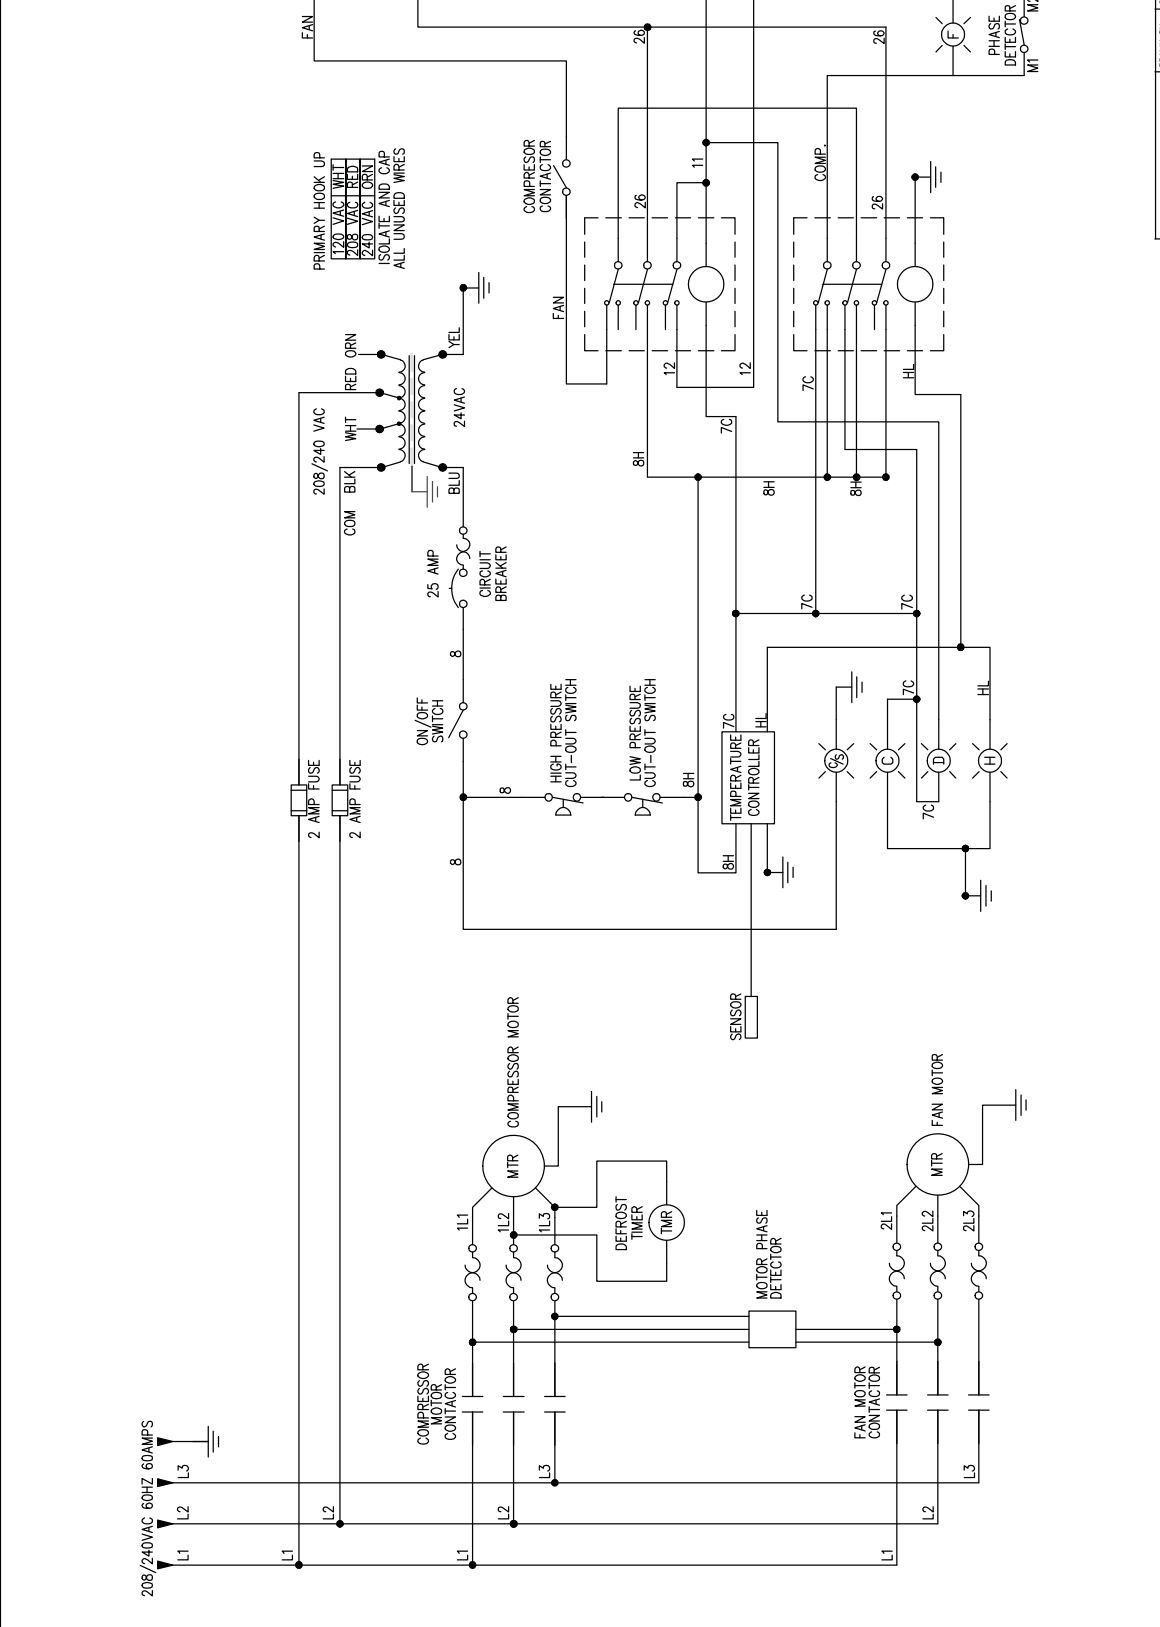 208/240VAC 60HZ 60AMPS
L1
L2
L3
L1
L2
L1
L3
L1
L2
L3
COMPRESSOR
MOTOR
CONTACTOR
FAN MOTOR
CONTACTOR
MOTOR PHASE
DETECTOR
1L1
1L2
1L3
MTR
COMPRESSOR MOTOR
DEFROST
TIMER
TMR
2L1
2L2
2L3
MTR
FAN MOTOR
SENSOR
2 AMP FUSE
2 AMP FUSE
8
8
8
ON/OFF
SWITCH
HIGH PRESSURE
CUT-OUT SWITCH
LOW PRESSURE
CUT-OUT SWITCH
8H
8H
TEMPERATURE
CONTROLLER
7C
HL
C/S
C
D
H
7C
7C
HL
7C
7C
25 AMP
CIRCUIT
BREAKER
COM
BLK
WHT
RED
ORN
208/240 VAC
BLU
YEL
24VAC
8H
8H
8H
7C
12
12
7C
HL
FAN
PRIMARY HOOK UP
120 VAC WHT
208 VAC RED
240 VAC ORN
ISOLATE AND CAP
ALL UNUSED WIRES
COMPRESOR
CONTACTOR
26
11
COMP.
26
FAN
26
26
F
PHASE
DETECTOR
M1
M2